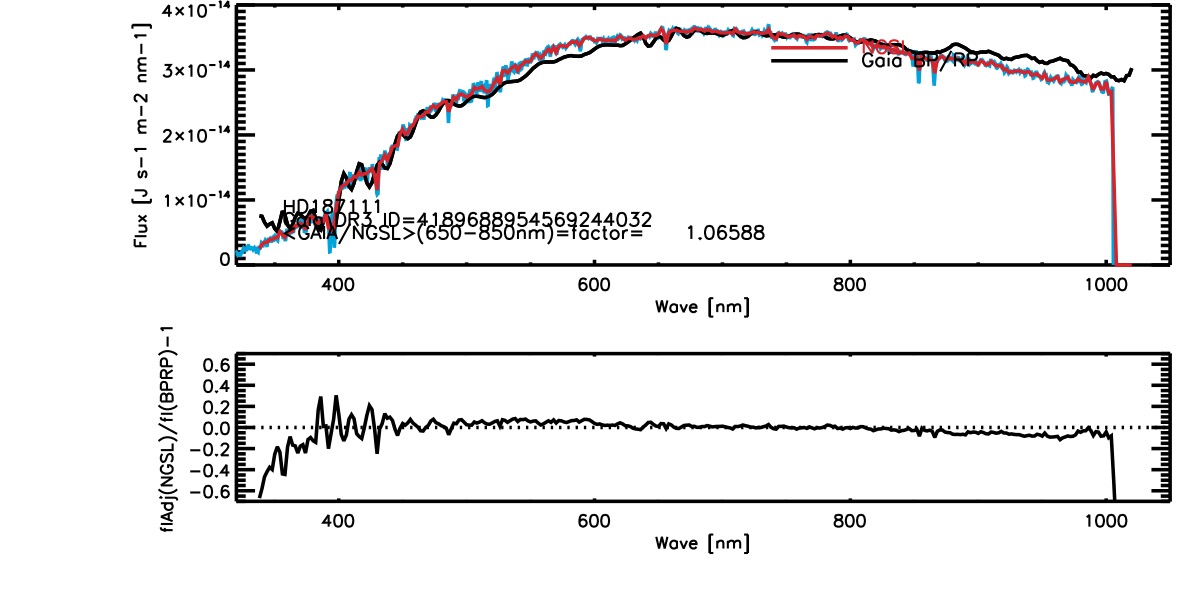 4×10⁻¹⁴
3×10⁻¹⁴
2×10⁻¹⁴
1×10⁻¹⁴
0
Flux [J s−1 m−2 nm−1]
NGSL
Gaia BP/RP
HD187111
Gaia DR3 ID=4189688954569244032
<GAIA/NGSL>(650−850nm)=factor= 1.06588
400 600 800 1000
Wave [nm]
flAdj(NGSL)/fl(BPRP)−1
0.6
0.4
0.2
0.0
−0.2
−0.4
−0.6
400 600 800 1000
Wave [nm]